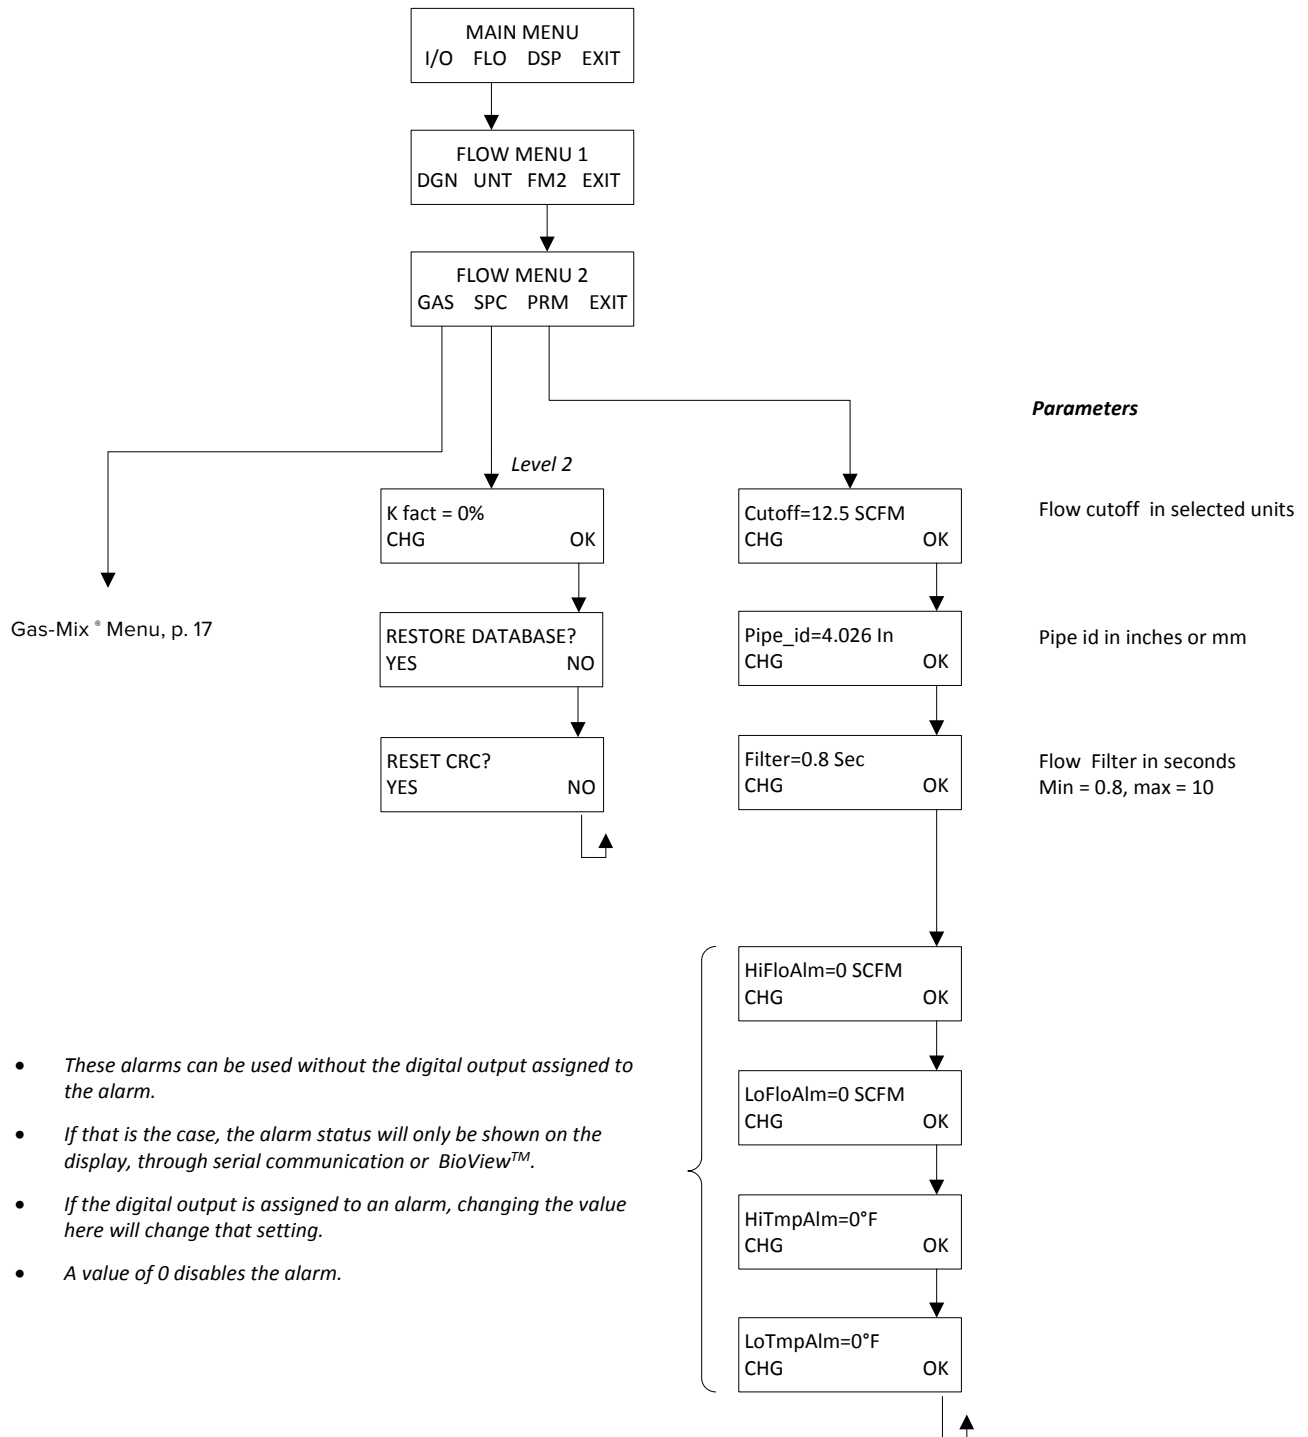 MAIN MENU
I/O FLO DSP EXIT
FLOW MENU 1
DGN UNT FM2 EXIT
FLOW MENU 2
GAS SPC PRM EXIT
Parameters
Level 2
K fact = 0%
CHG OK
Cutoff=12.5 SCFM
CHG OK
Flow cutoff in selected units
Gas-Mix ® Menu, p. 17
RESTORE DATABASE?
YES NO
Pipe_id=4.026 In
CHG OK
Pipe id in inches or mm
RESET CRC?
YES NO
Filter=0.8 Sec
CHG OK
Flow Filter in seconds
Min = 0.8, max = 10
HiFloAlm=0 SCFM
CHG OK
LoFloAlm=0 SCFM
CHG OK
HiTmpAlm=0°F
CHG OK
LoTmpAlm=0°F
CHG OK
• These alarms can be used without the digital output assigned to
the alarm.
• If that is the case, the alarm status will only be shown on the
display, through serial communication or BioView™.
• If the digital output is assigned to an alarm, changing the value
here will change that setting.
• A value of 0 disables the alarm.